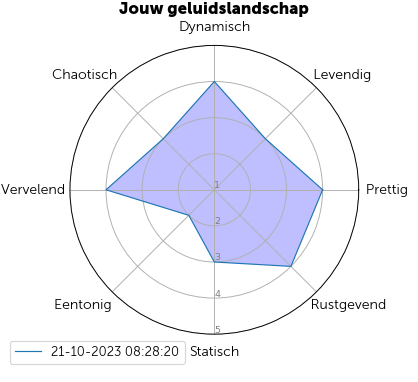 Jouw geluidslandschap
Dynamisch
Chaotisch
Levendig
Vervelend
1
Prettig
2
3
4
Eentonig
Rustgevend
5
21-10-2023 08:28:20
Statisch